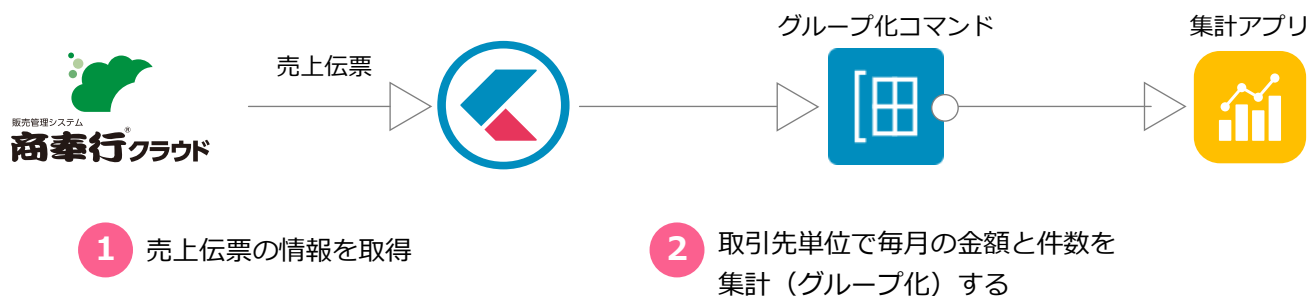 グループ化コマンド
集計アプリ
売上伝票
販売管理システム
商奉行®クラウド
1 売上伝票の情報を取得
2 取引先単位で毎月の金額と件数を
集計（グループ化）する